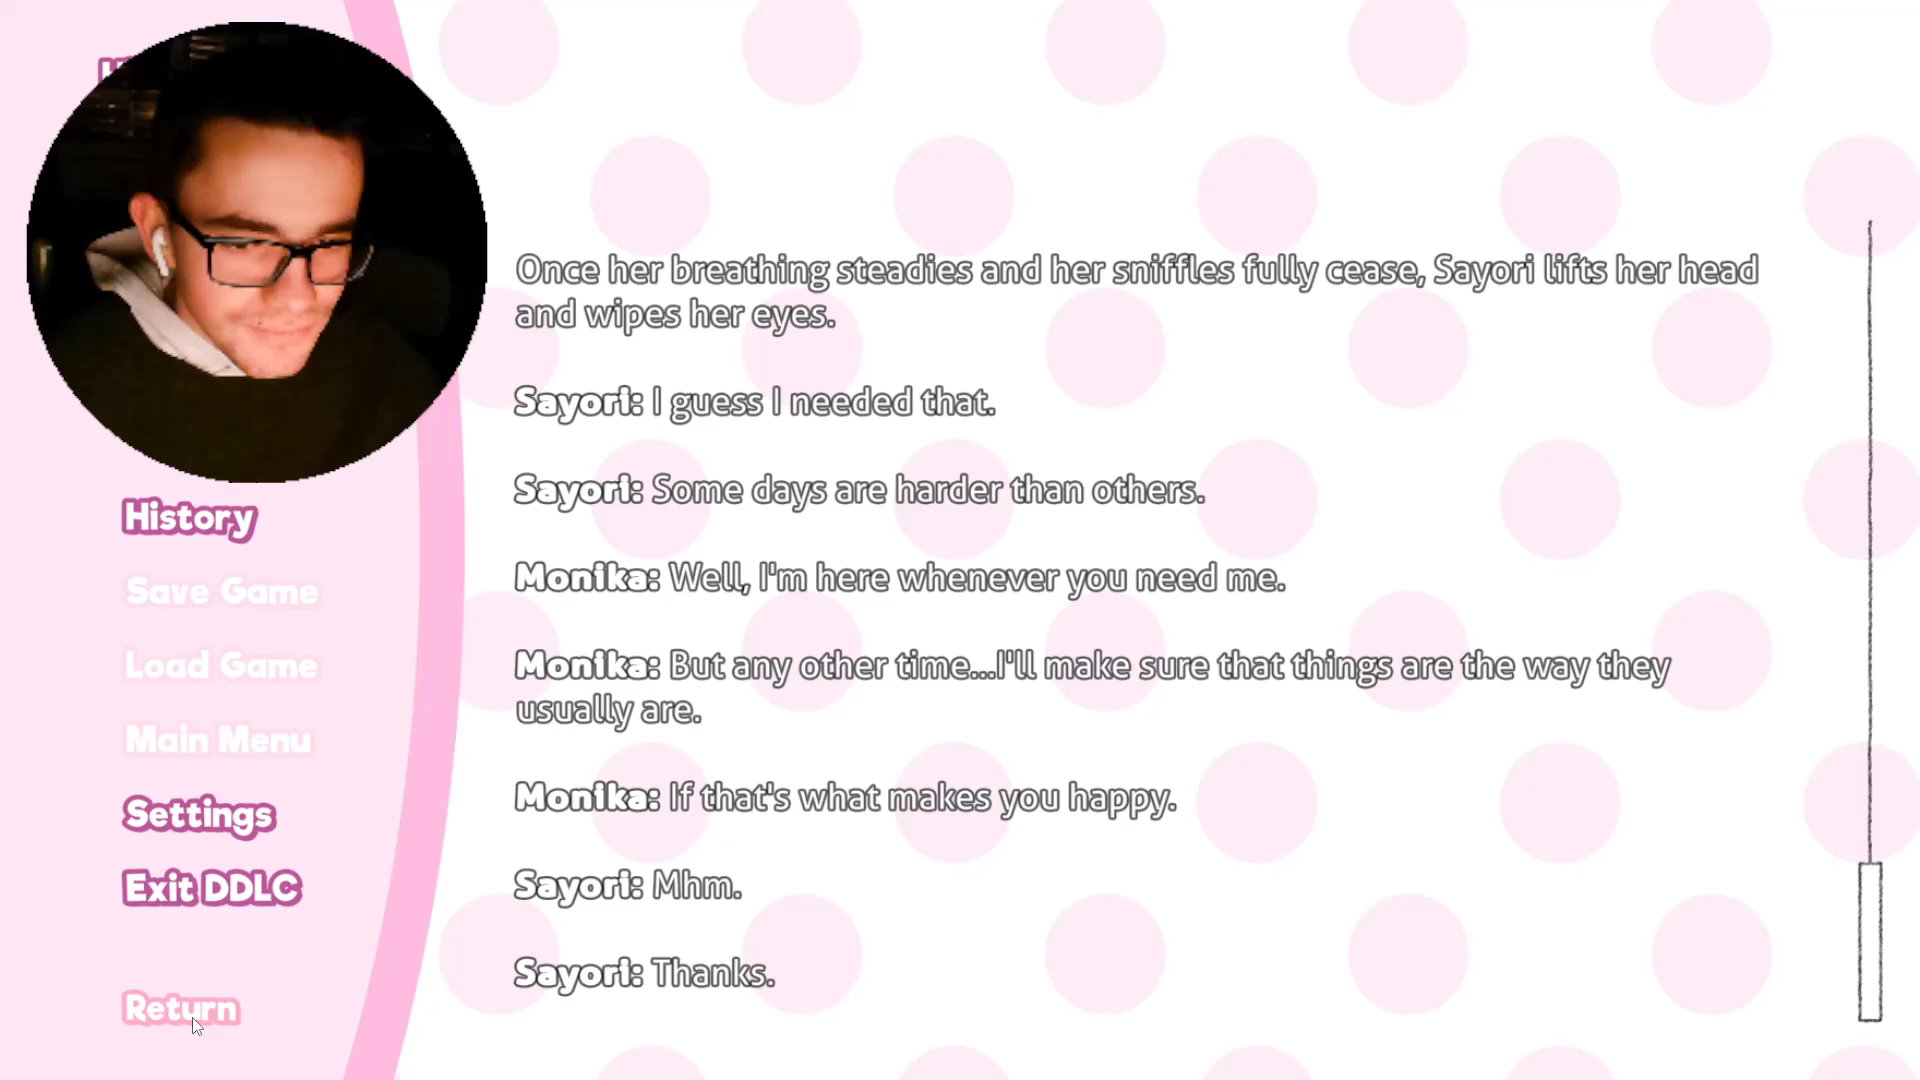 Once her breathing steadies and her sniffles fully cease, Sayori lifts her head
and wipes her eyes.
Sayori: I guess I needed that.
Sayori: Some days are harder than others.
Monika: Well, I'm here whenever you need me.
Monika: But any other time...I'll make sure that things are the way they
usually are.
Monika: If that's what makes you happy.
Sayori: Mhm.
Sayori: Thanks.
History
Save Game
Load Game
Main Menu
Settings
Exit DDLC
Return